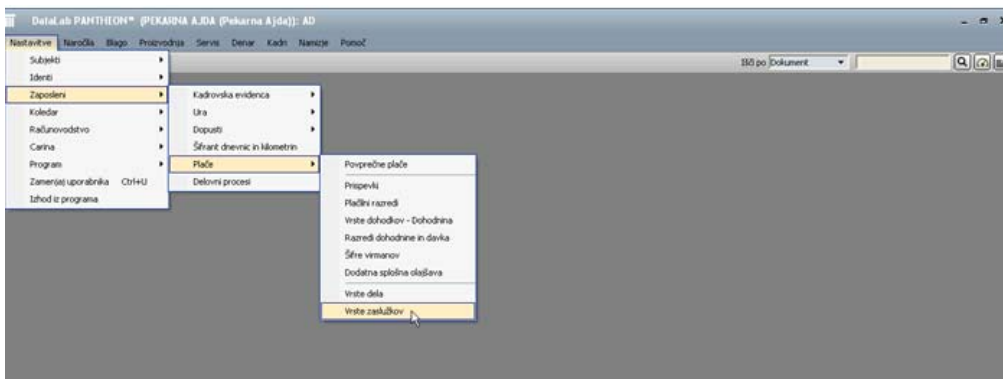 DataLab PANTHEON™ (PEKARNA AJDA (Pekarna Ajda)): AD
Nastavitve Naročila Blago Proizvodnja Servis Denar Kadri Namizje Pomoč
Išči po Dokument
Subjekti
Identi
Zaposleni
Koledar
Računovodstvo
Carina
Program
Zamenjaj uporabnika Ctrl+U
Izhod iz programa
Kadrovska evidenca
Ura
Dopusti
Šifrant dnevnic in kilometrin
Plače
Delovni procesi
Povprečne plače
Prispevki
Plačilni razredi
Vrste dohodkov - Dohodnina
Razredi dohodnine in davka
Šifre virmanov
Dodatna splošna olajšava
Vrste dela
Vrste zaslužkov